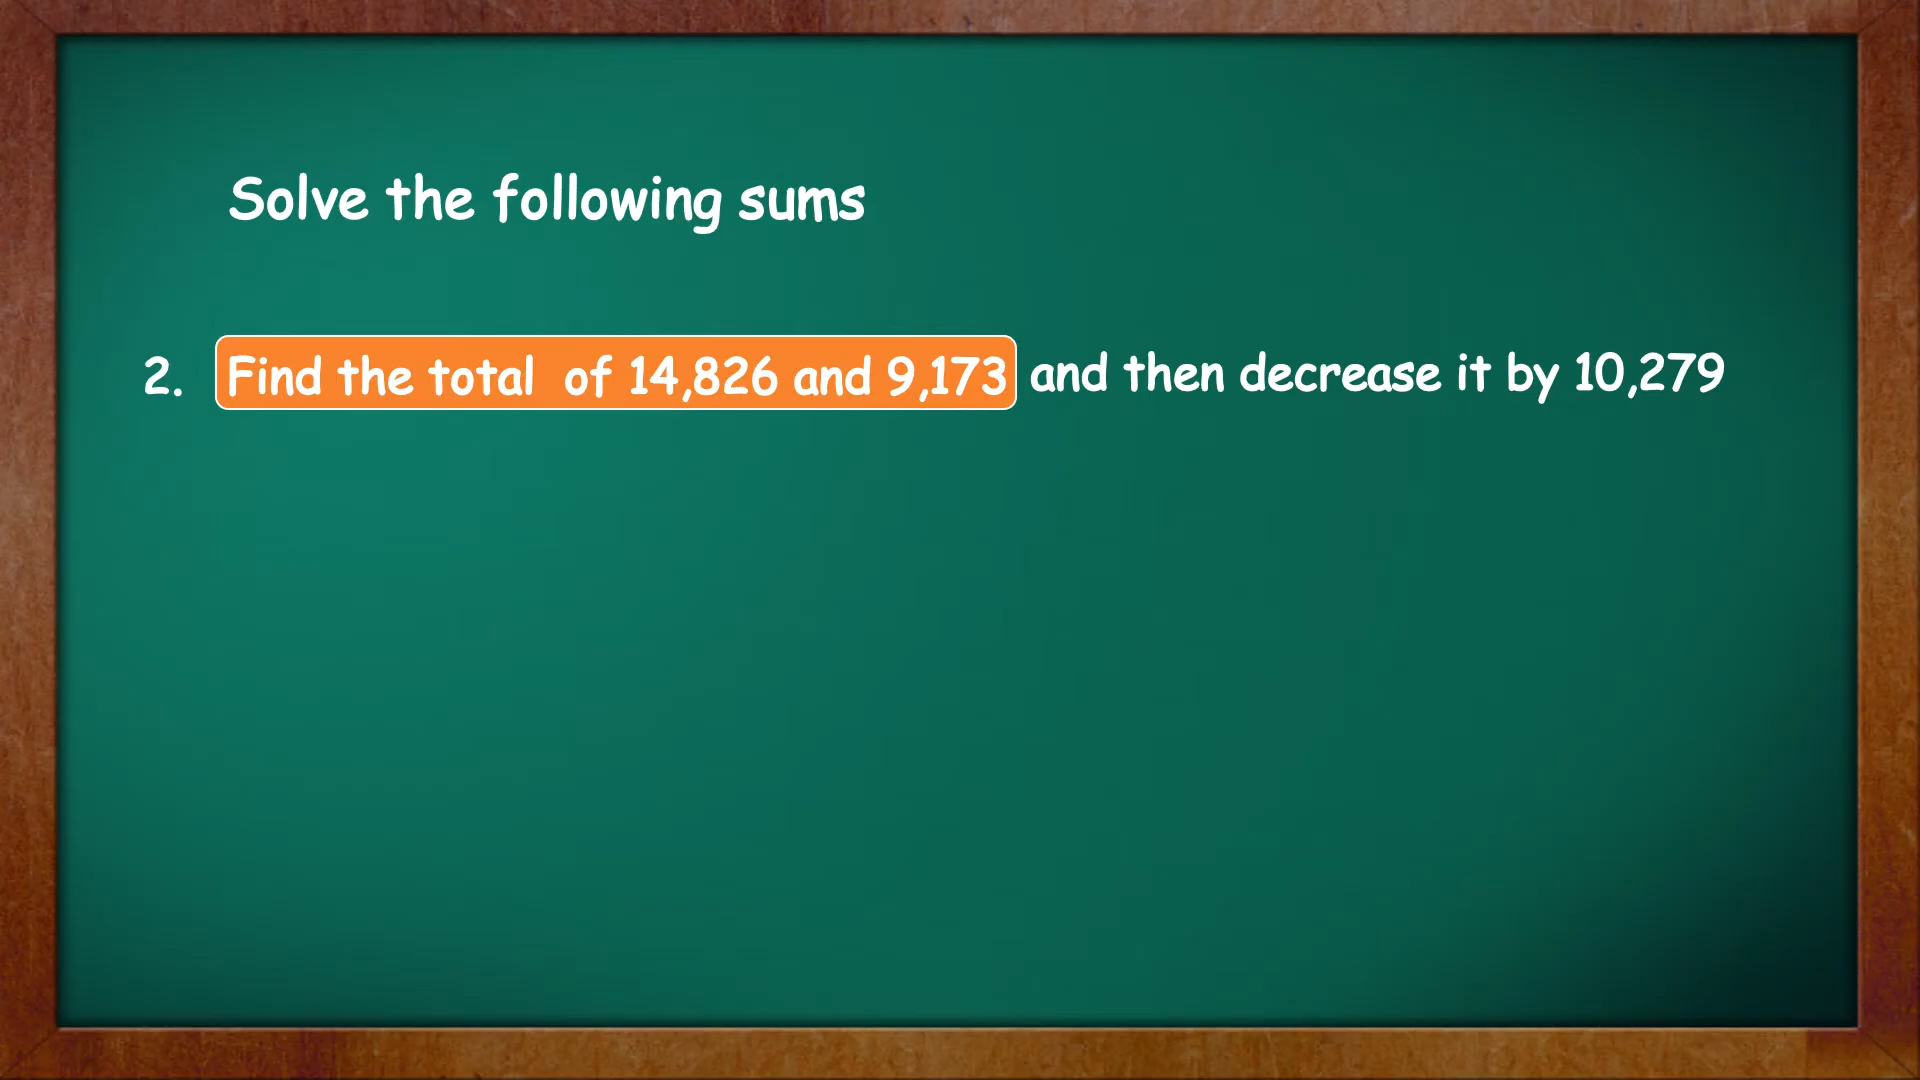 Solve the following sums
2. Find the total of 14,826 and 9,173 and then decrease it by 10,279